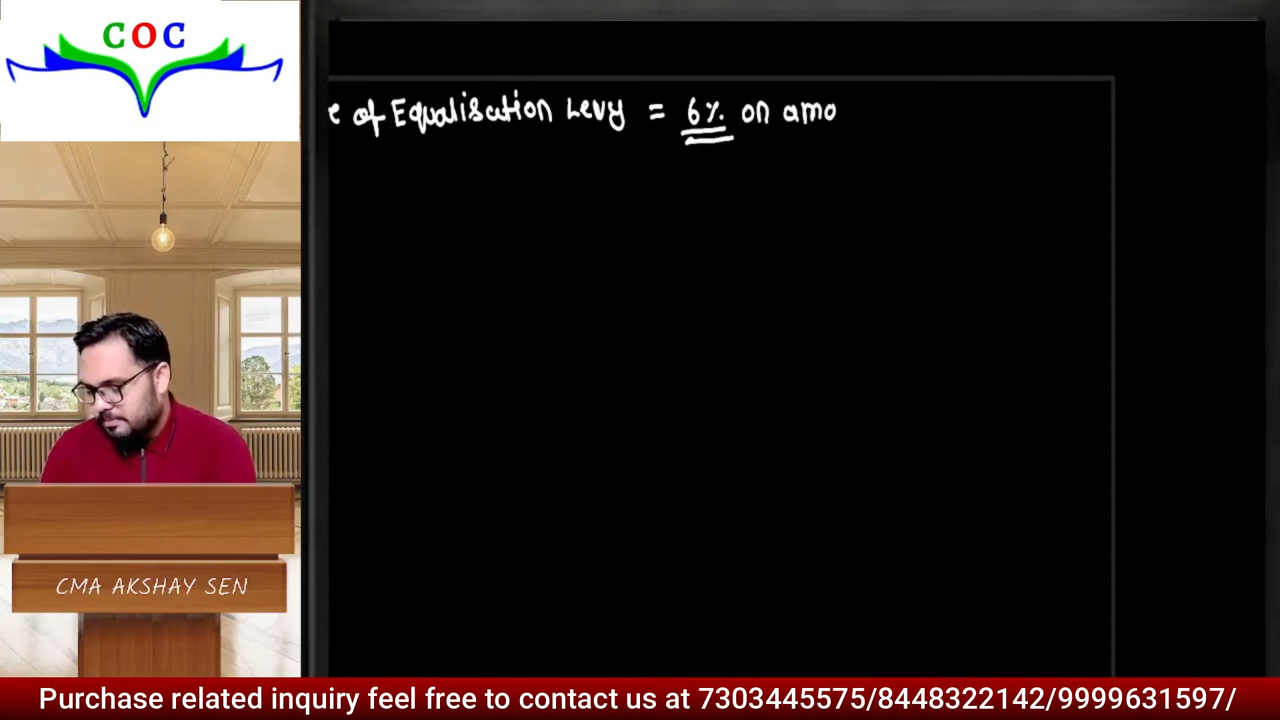 COC
e of Equalisation Levy = 6% on amo
CMA AKSHAY SEN
Purchase related inquiry feel free to contact us at 7303445575/8448322142/9999631597/